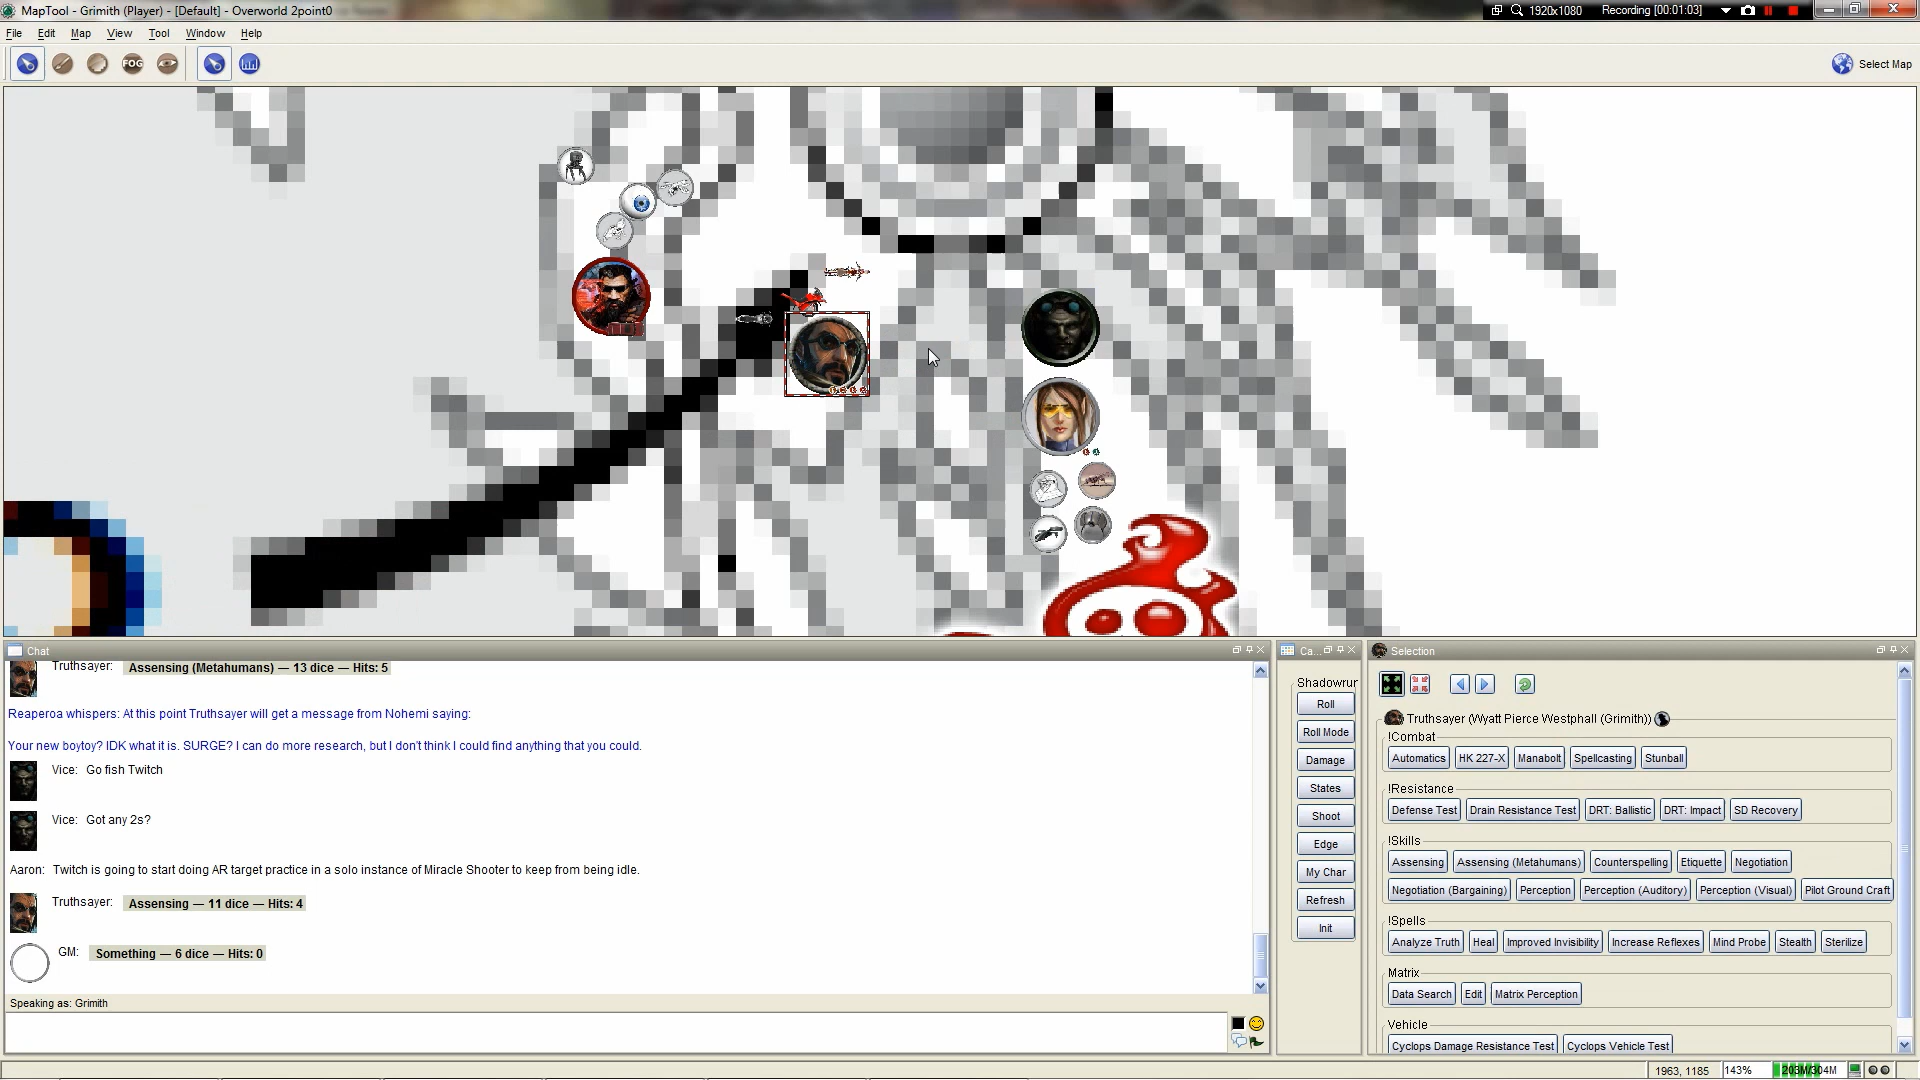 MapTool - Grimith (Player) - [Default] - Overworld 2point0
1920x1080 Recording [00:01:03]
File Edit Map View Tool Window Help
FOG
Select Map
Chat
Truthsayer: Assensing (Metahumans) — 13 dice — Hits: 5
Reaperoa whispers: At this point Truthsayer will get a message from Nohemi saying:
Your new boytoy? IDK what it is. SURGE? I can do more research, but I don't think I could find anything that you could.
Vice: Go fish Twitch
Vice: Got any 2s?
Aaron: Twitch is going to start doing AR target practice in a solo instance of Miracle Shooter to keep from being idle.
Truthsayer: Assensing — 11 dice — Hits: 4
GM: Something — 6 dice — Hits: 0
Speaking as: Grimith
Ca...
Shadowrur
Roll
Roll Mode
Damage
States
Shoot
Edge
My Char
Refresh
Init
Selection
Truthsayer (Wyatt Pierce Westphall (Grimith))
!Combat
Automatics HK 227-X Manabolt Spellcasting Stunball
!Resistance
Defense Test Drain Resistance Test DRT: Ballistic DRT: Impact SD Recovery
!Skills
Assensing Assensing (Metahumans) Counterspelling Etiquette Negotiation
Negotiation (Bargaining) Perception Perception (Auditory) Perception (Visual) Pilot Ground Craft
!Spells
Analyze Truth Heal Improved Invisibility Increase Reflexes Mind Probe Stealth Sterilize
Matrix
Data Search Edit Matrix Perception
Vehicle
Cyclops Damage Resistance Test Cyclops Vehicle Test
1963, 1185 143% 203M/304M